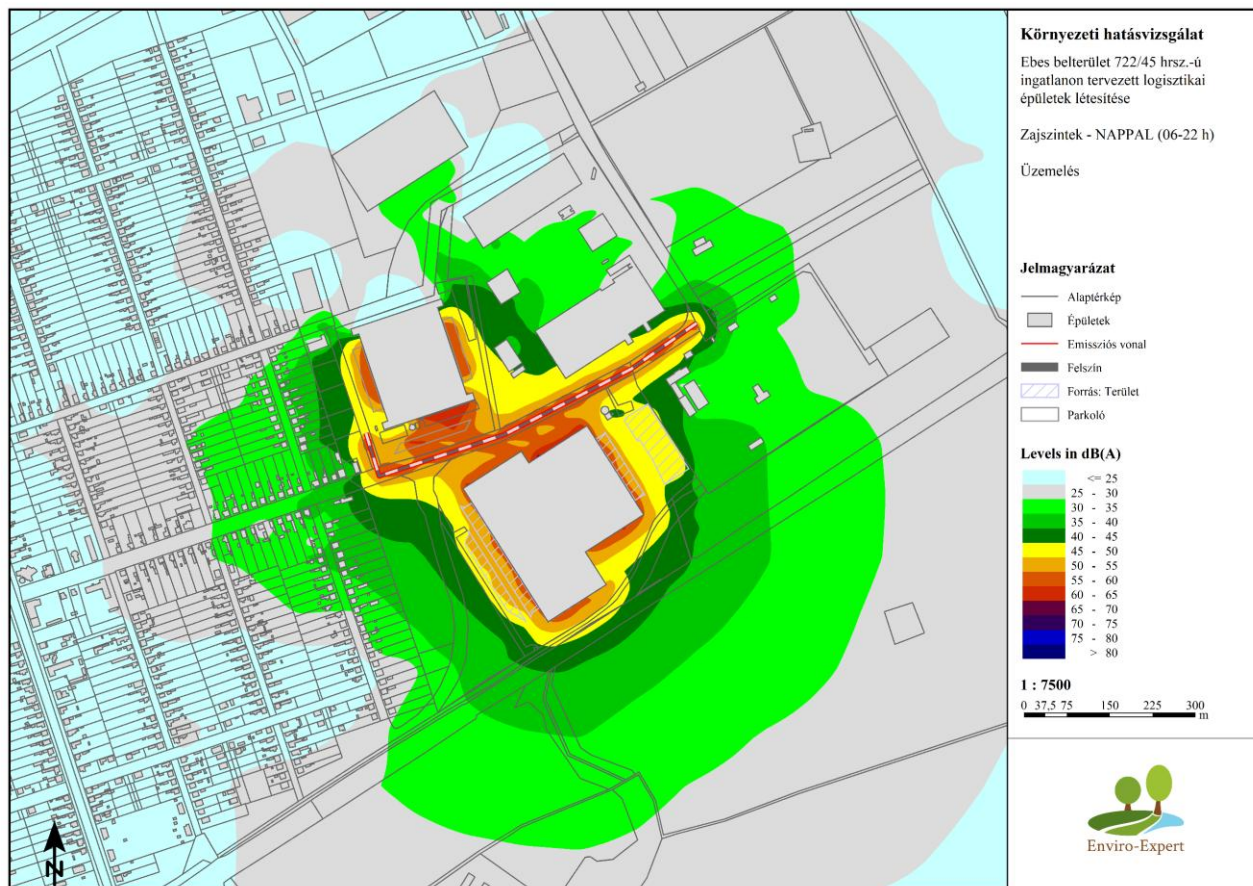 Környezeti hatásvizsgálat
Ebes belterület 722/45 hrsz.-ú
ingatlanon tervezett logisztikai
épületek létesítése
Zajszintek - NAPPAL (06-22 h)
Üzemelés
Jelmagyarázat
Alaptérkép
Épületek
Emissziós vonal
Felszín
Forrás: Terület
Parkoló
Levels in dB(A)
<= 25
25 - 30
30 - 35
35 - 40
40 - 45
45 - 50
50 - 55
55 - 60
60 - 65
65 - 70
70 - 75
75 - 80
> 80
1 : 7500
0 37,5 75 150 225 300
m
Enviro-Expert
N